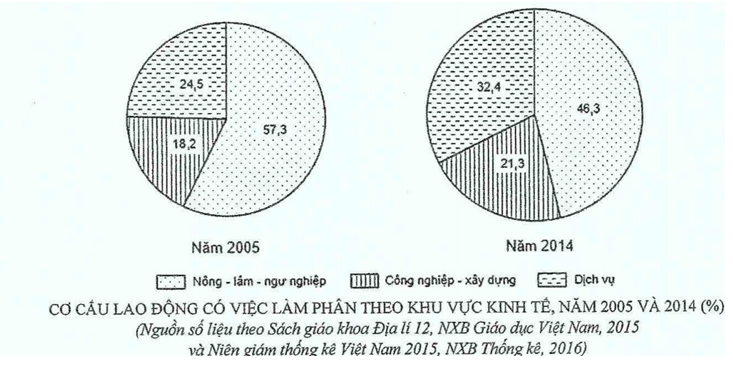 24,5
57,3
18,2
32,4
46,3
21,3
Năm 2005
Năm 2014
Nông - lâm - ngư nghiệp Công nghiệp - xây dựng Dịch vụ
CƠ CẤU LAO ĐỘNG CÓ VIỆC LÀM PHÂN THEO KHU VỰC KINH TẾ, NĂM 2005 VÀ 2014 (%)
(Nguồn số liệu theo Sách giáo khoa Địa lí 12, NXB Giáo dục Việt Nam, 2015
và Niên giám thống kê Việt Nam 2015, NXB Thống kê, 2016)